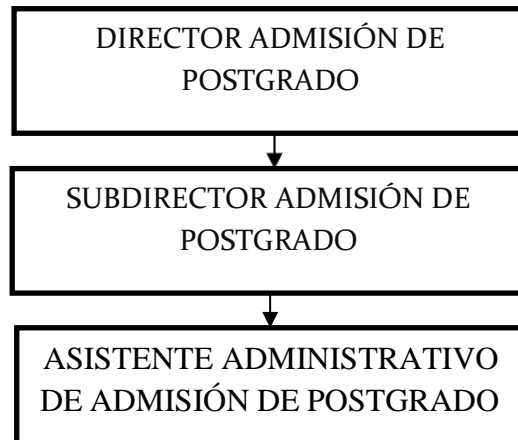 DIRECTOR ADMISIÓN DE
POSTGRADO
SUBDIRECTOR ADMISIÓN DE
POSTGRADO
ASISTENTE ADMINISTRATIVO
DE ADMISIÓN DE POSTGRADO